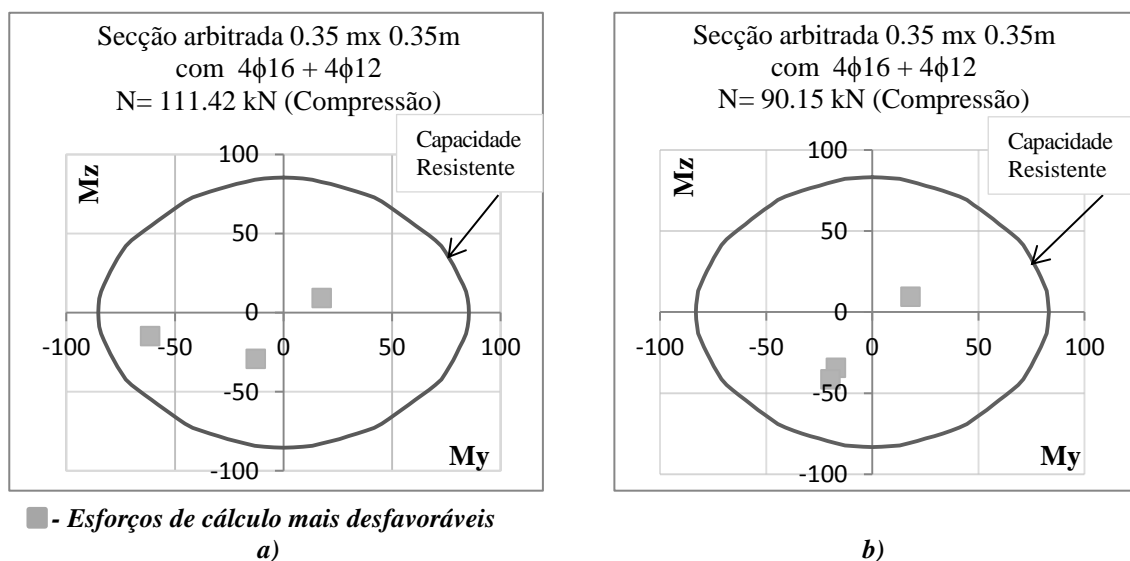 Secção arbitrada 0.35 mx 0.35m
com 4ϕ16 + 4ϕ12
N= 111.42 kN (Compressão)
Capacidade
Resistente
Mz
100
50
0
-50
-100
-100
-50
0
50
100
My
Secção arbitrada 0.35 mx 0.35m
com 4ϕ16 + 4ϕ12
N= 90.15 kN (Compressão)
Capacidade
Resistente
Mz
100
50
0
-50
-100
-100
-50
0
50
100
My
- Esforços de cálculo mais desfavoráveis
a)
b)